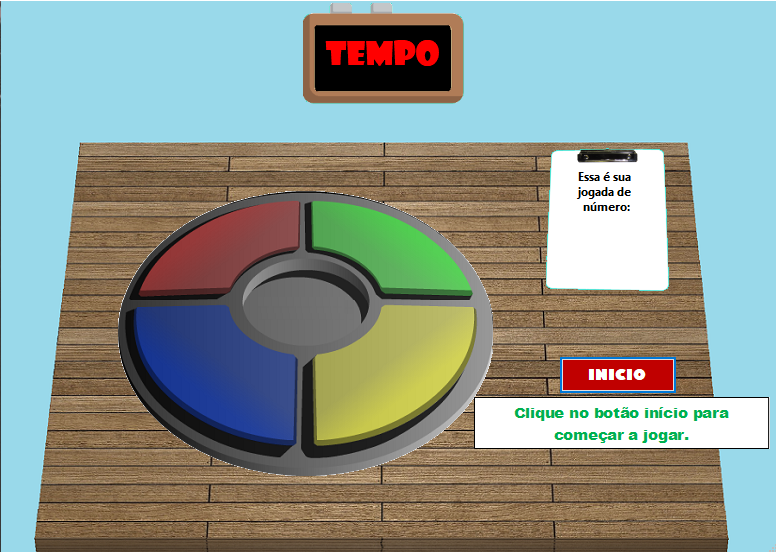 TEMPO
Essa é sua
jogada de
número:
INICIO
Clique no botão início para
começar a jogar.